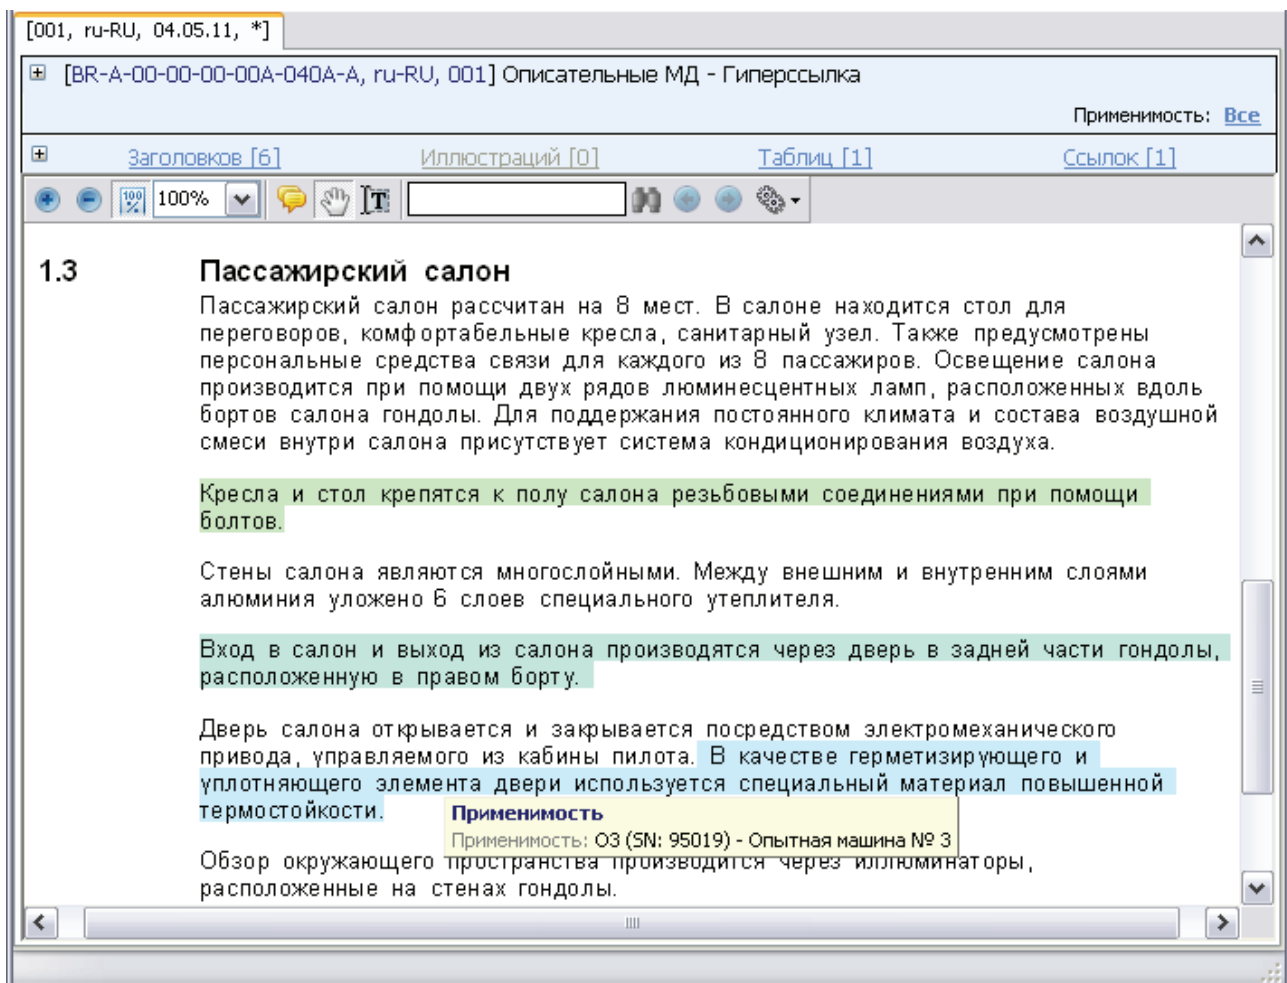 [001, ru-RU, 04.05.11, *]
[BR-A-00-00-00-00A-040A-A, ru-RU, 001] Описательные МД - Гиперссылка
Применимость: Все
Заголовков [6] Иллюстраций [0] Таблиц [1] Ссылок [1]
100% 100% T
1.3 Пассажирский салон
Пассажирский салон рассчитан на 8 мест. В салоне находится стол для
переговоров, комфортабельные кресла, санитарный узел. Также предусмотрены
персональные средства связи для каждого из 8 пассажиров. Освещение салона
производится при помощи двух рядов люминесцентных ламп, расположенных вдоль
бортов салона гондолы. Для поддержания постоянного климата и состава воздушной
смеси внутри салона присутствует система кондиционирования воздуха.
Кресла и стол крепятся к полу салона резьбовыми соединениями при помощи
болтов.
Стены салона являются многослойными. Между внешним и внутренним слоями
алюминия уложено 6 слоев специального утеплителя.
Вход в салон и выход из салона производятся через дверь в задней части гондолы,
расположенную в правом борту.
Дверь салона открывается и закрывается посредством электромеханического
привода, управляемого из кабины пилота. В качестве герметизирующего и
уплотняющего элемента двери используется специальный материал повышенной
термостойкости.
Применимость
Применимость: О3 (SN: 95019) - Опытная машина № 3
Обзор окружающего пространства производится через иллюминаторы,
расположенные на стенах гондолы.